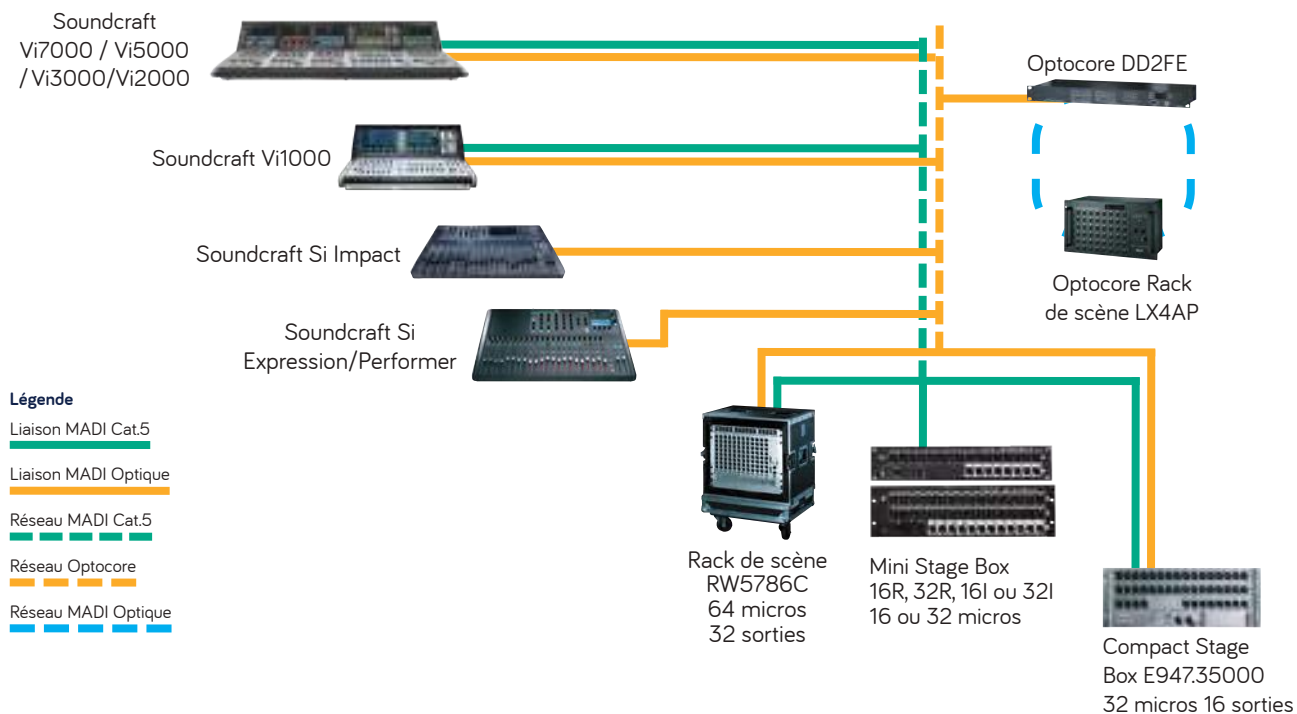 Soundcraft
Vi7000 / Vi5000
/ Vi3000/Vi2000
Optocore DD2FE
Soundcraft Vi1000
Soundcraft Si Impact
Optocore Rack
de scène LX4AP
Soundcraft Si
Expression/Performer
Légende
Liaison MADI Cat.5
Liaison MADI Optique
Réseau MADI Cat.5
Réseau Optocore
Réseau MADI Optique
Rack de scène
RW5786C
64 micros
32 sorties
Mini Stage Box
16R, 32R, 16I ou 32I
16 ou 32 micros
Compact Stage
Box E947.35000
32 micros 16 sorties